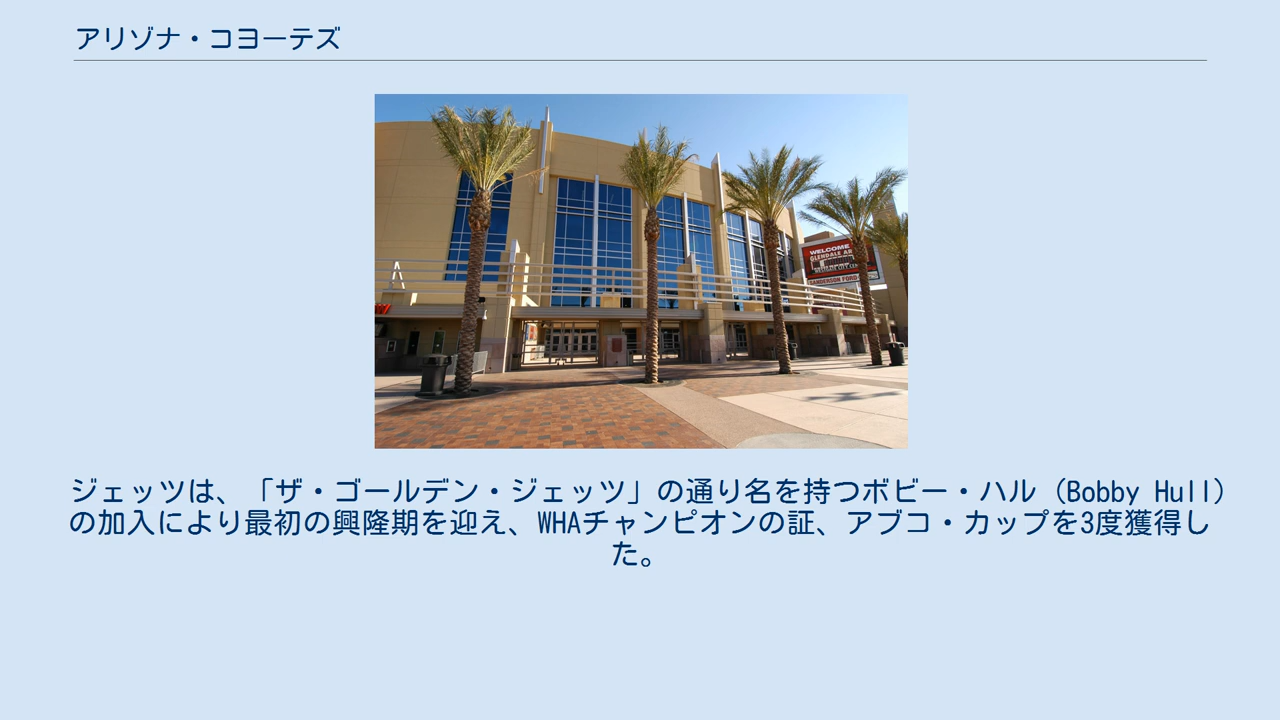 アリゾナ・コヨーテズ
WELCOME
GLENDALE AR
SANDERSON FORD
ジェッツは、「ザ・ゴールデン・ジェッツ」の通り名を持つボビー・ハル (Bobby Hull)
の加入により最初の興隆期を迎え、WHAチャンピオンの証、アブコ・カップを3度獲得し
た。